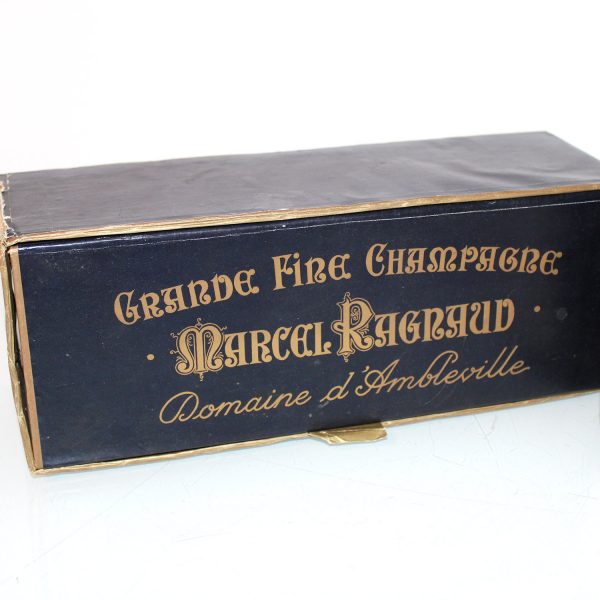 Grande Fine Champagne
· Marcel Ragnaud ·
Domaine d'Ambleville